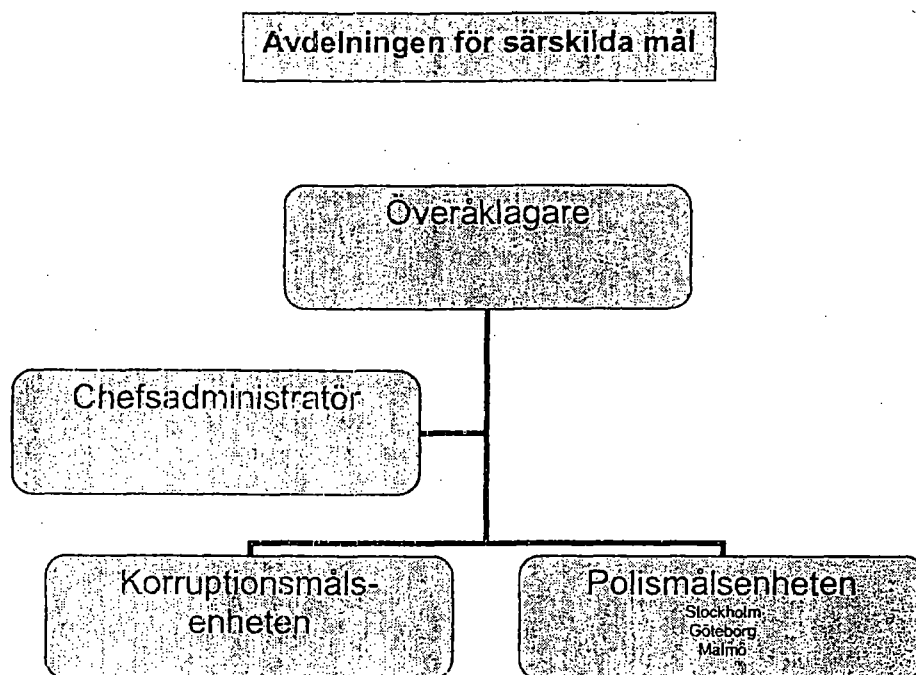 Avdelningen för särskilda mål
Överåklagare
Chefsadministratör
Korruptionsmåls-
enheten
Polismålsenheten
Stockholm
Göteborg
Malmö